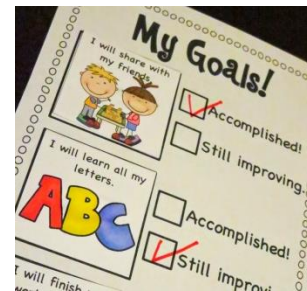 My Goals!
I will share with
my friends.
Accomplished!
Still improving.
I will learn all my
letters.
ABC
Accomplished!
Still improvi
I will finish